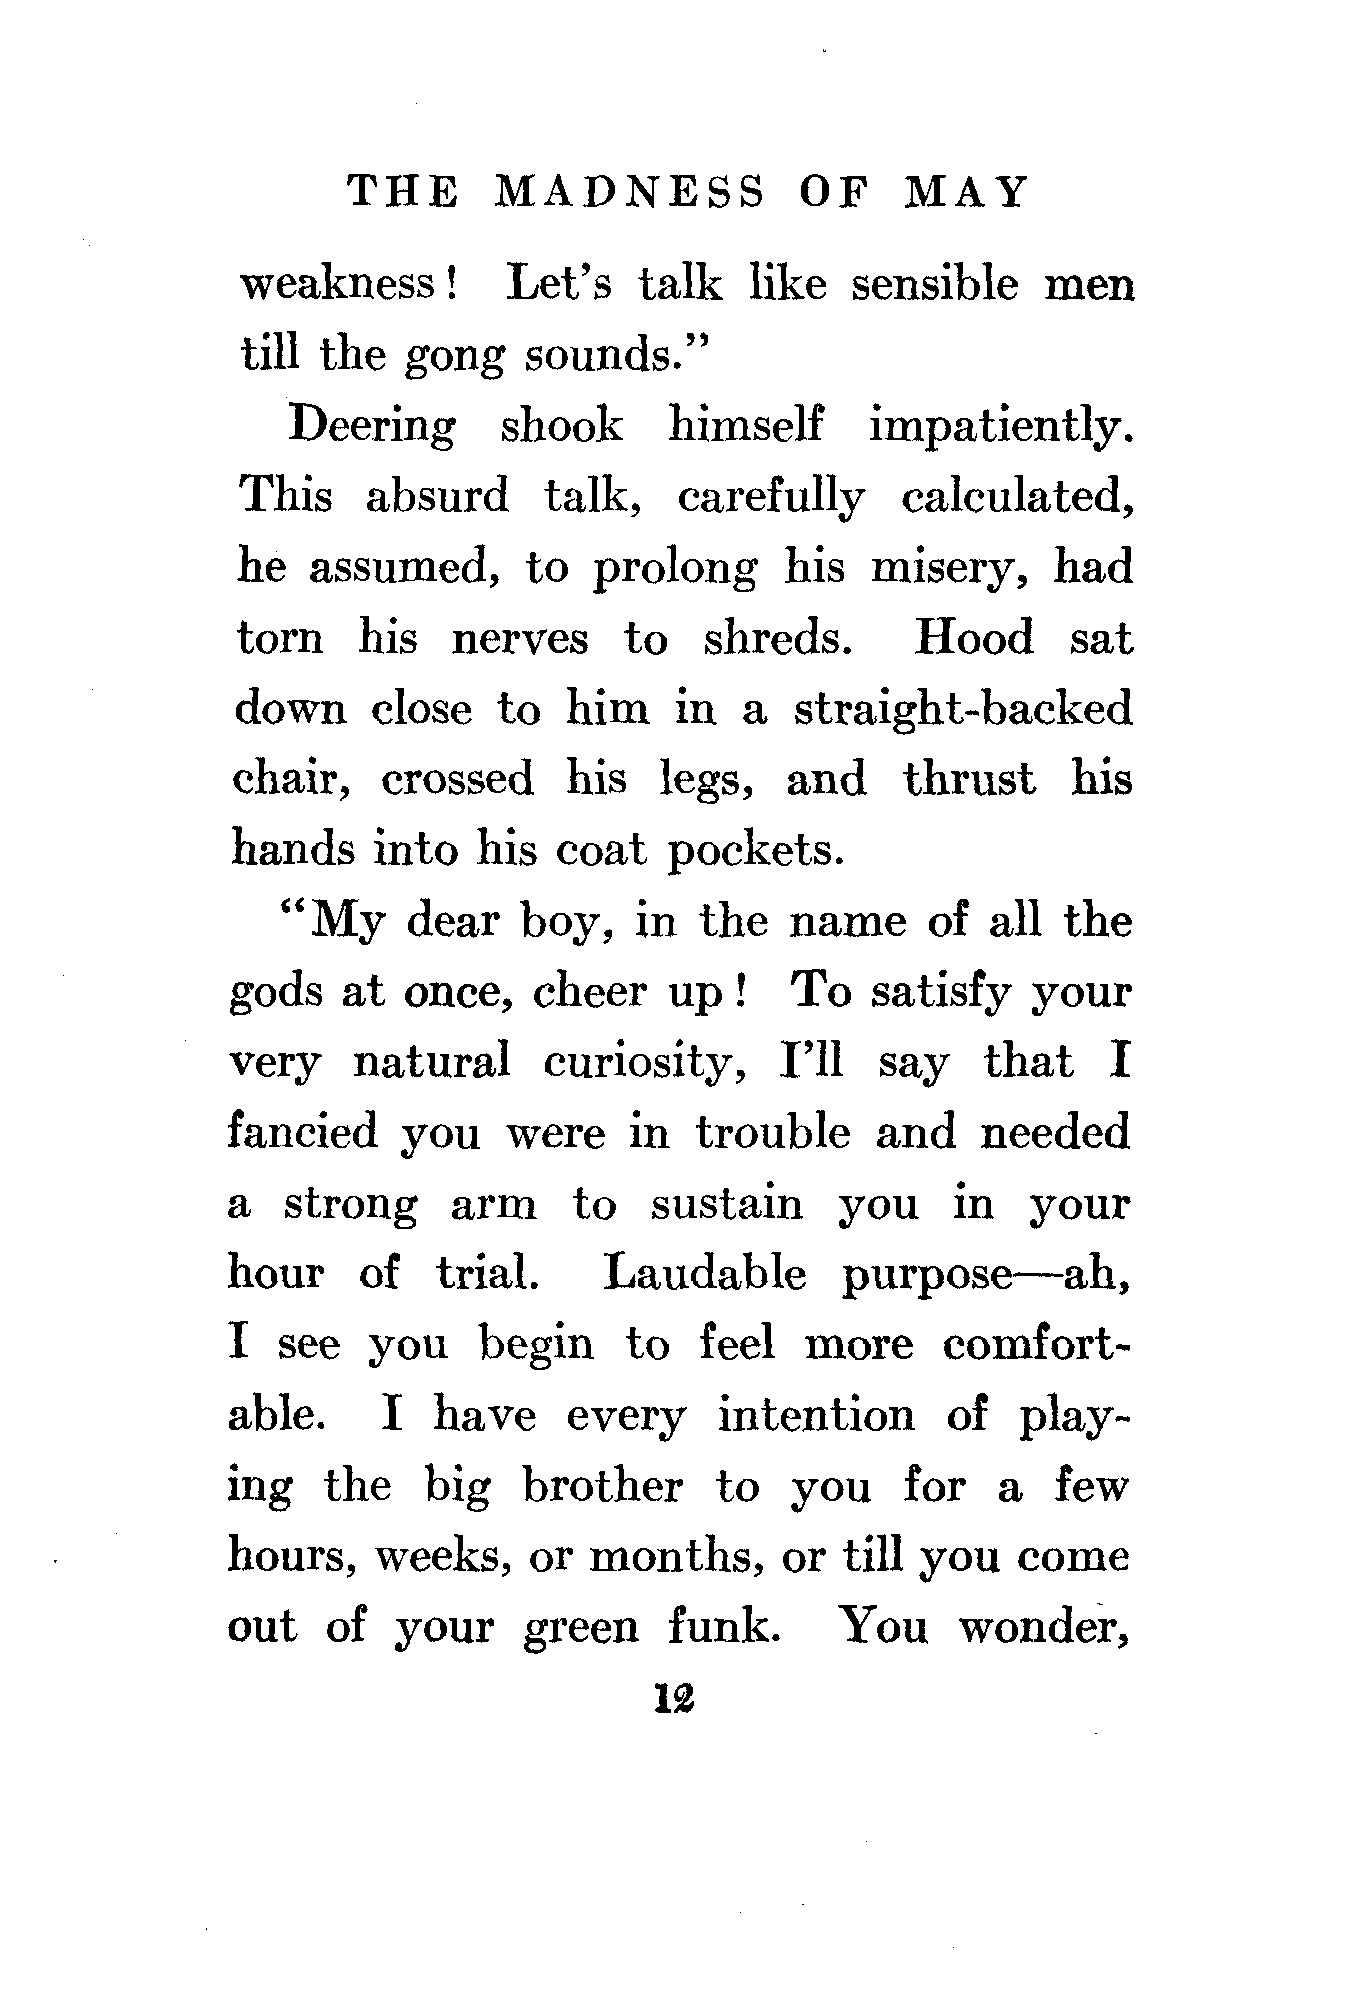 THE MADNESS OF MAY
weakness! Let's talk like sensible men
till the gong sounds."
Deering shook himself impatiently.
This absurd talk, carefully calculated,
he assumed, to prolong his misery, had
torn his nerves to shreds. Hood sat
down close to him in a straight-backed
chair, crossed his legs, and thrust his
hands into his coat pockets.
"My dear boy, in the name of all the
gods at once, cheer up! To satisfy your
very natural curiosity, I'll say that I
fancied you were in trouble and needed
a strong arm to sustain you in your
hour of trial. Laudable purpose—ah,
I see you begin to feel more comfort-
able. I have every intention of play-
ing the big brother to you for a few
hours, weeks, or months, or till you come
out of your green funk. You wonder,
12